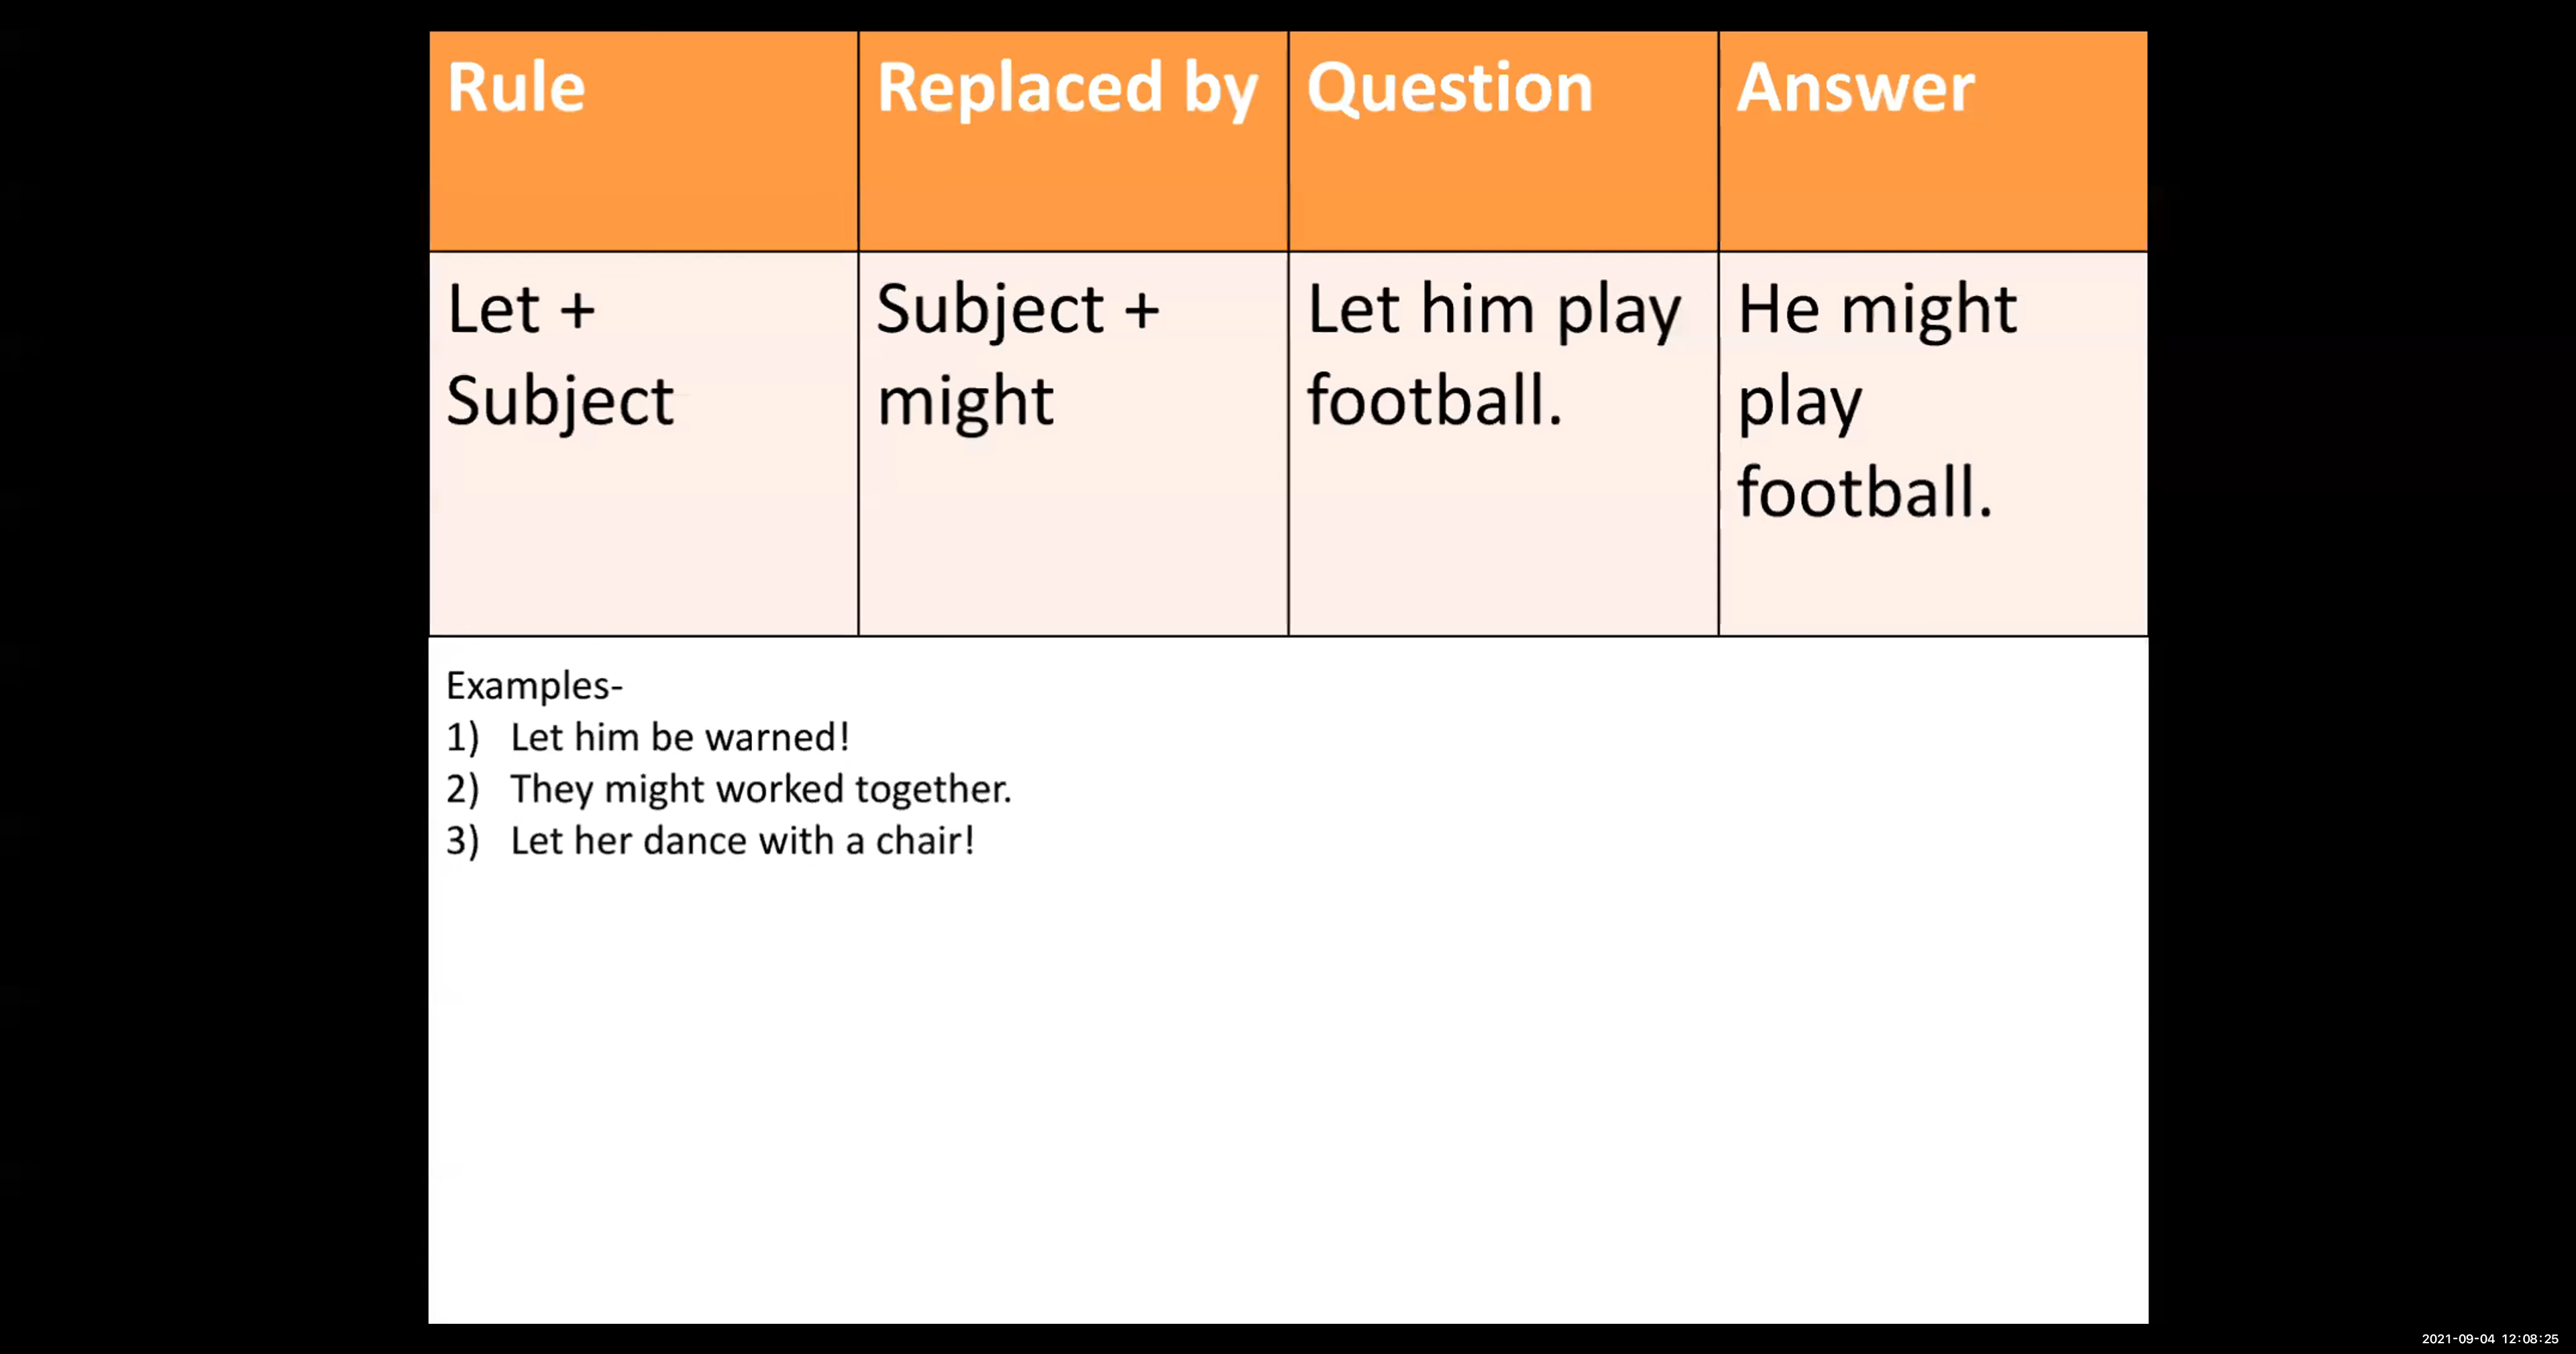 Rule
Replaced by
Question
Answer
Let +
Subject
Subject +
might
Let him play
football.
He might
play
football.
Examples-
1) Let him be warned!
2) They might worked together.
3) Let her dance with a chair!
2021-09-04 12:08:25